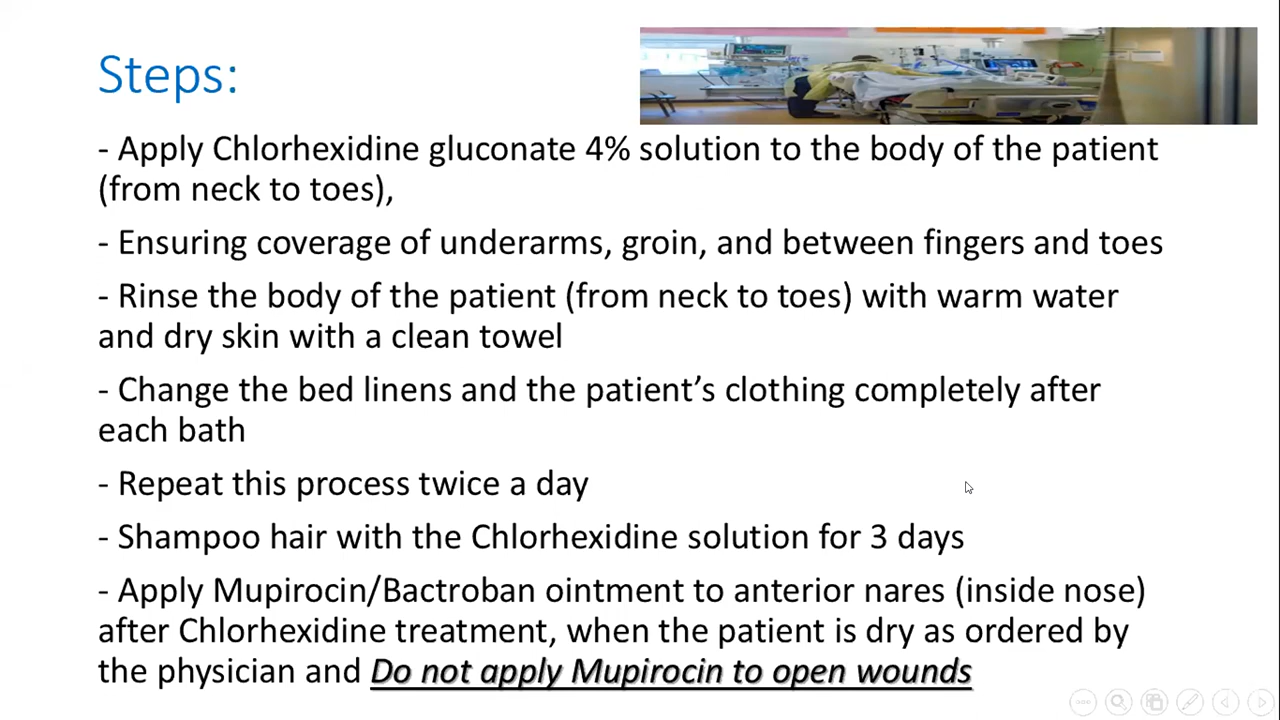 Steps:
- Apply Chlorhexidine gluconate 4% solution to the body of the patient
(from neck to toes),
- Ensuring coverage of underarms, groin, and between fingers and toes
- Rinse the body of the patient (from neck to toes) with warm water
and dry skin with a clean towel
- Change the bed linens and the patient’s clothing completely after
each bath
- Repeat this process twice a day
- Shampoo hair with the Chlorhexidine solution for 3 days
- Apply Mupirocin/Bactroban ointment to anterior nares (inside nose)
after Chlorhexidine treatment, when the patient is dry as ordered by
the physician and Do not apply Mupirocin to open wounds